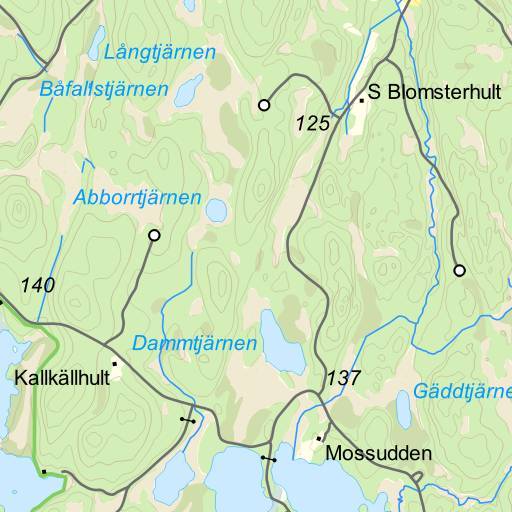 Långtjärnen
Båfallstjärnen
S Blomsterhult
125
Abborrtjärnen
140
Dammtjärnen
Kallkällhult
137
Gäddtjärne
Mossudden